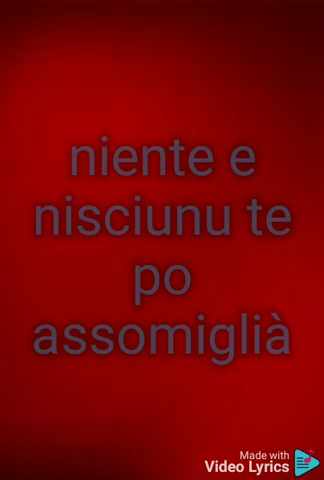 niente e
nisciunu te
po
assomiglià
Made with
Video Lyrics